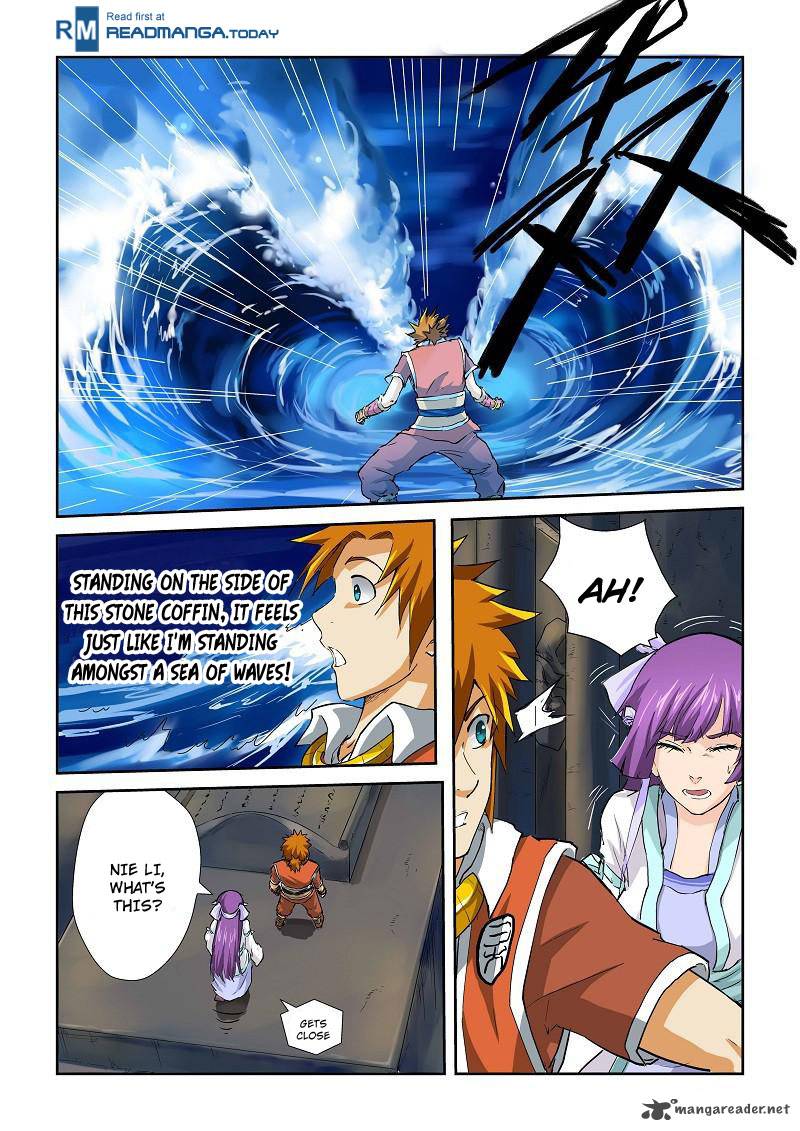 RM
Read first at
READMANGA.TODAY
STANDING ON THE SIDE OF
THIS STONE COFFIN, IT FEELS
JUST LIKE I'M STANDING
AMONGST A SEA OF WAVES!
AH!
NIE LI,
WHAT'S
THIS?
GETS
CLOSE
mangareader.net